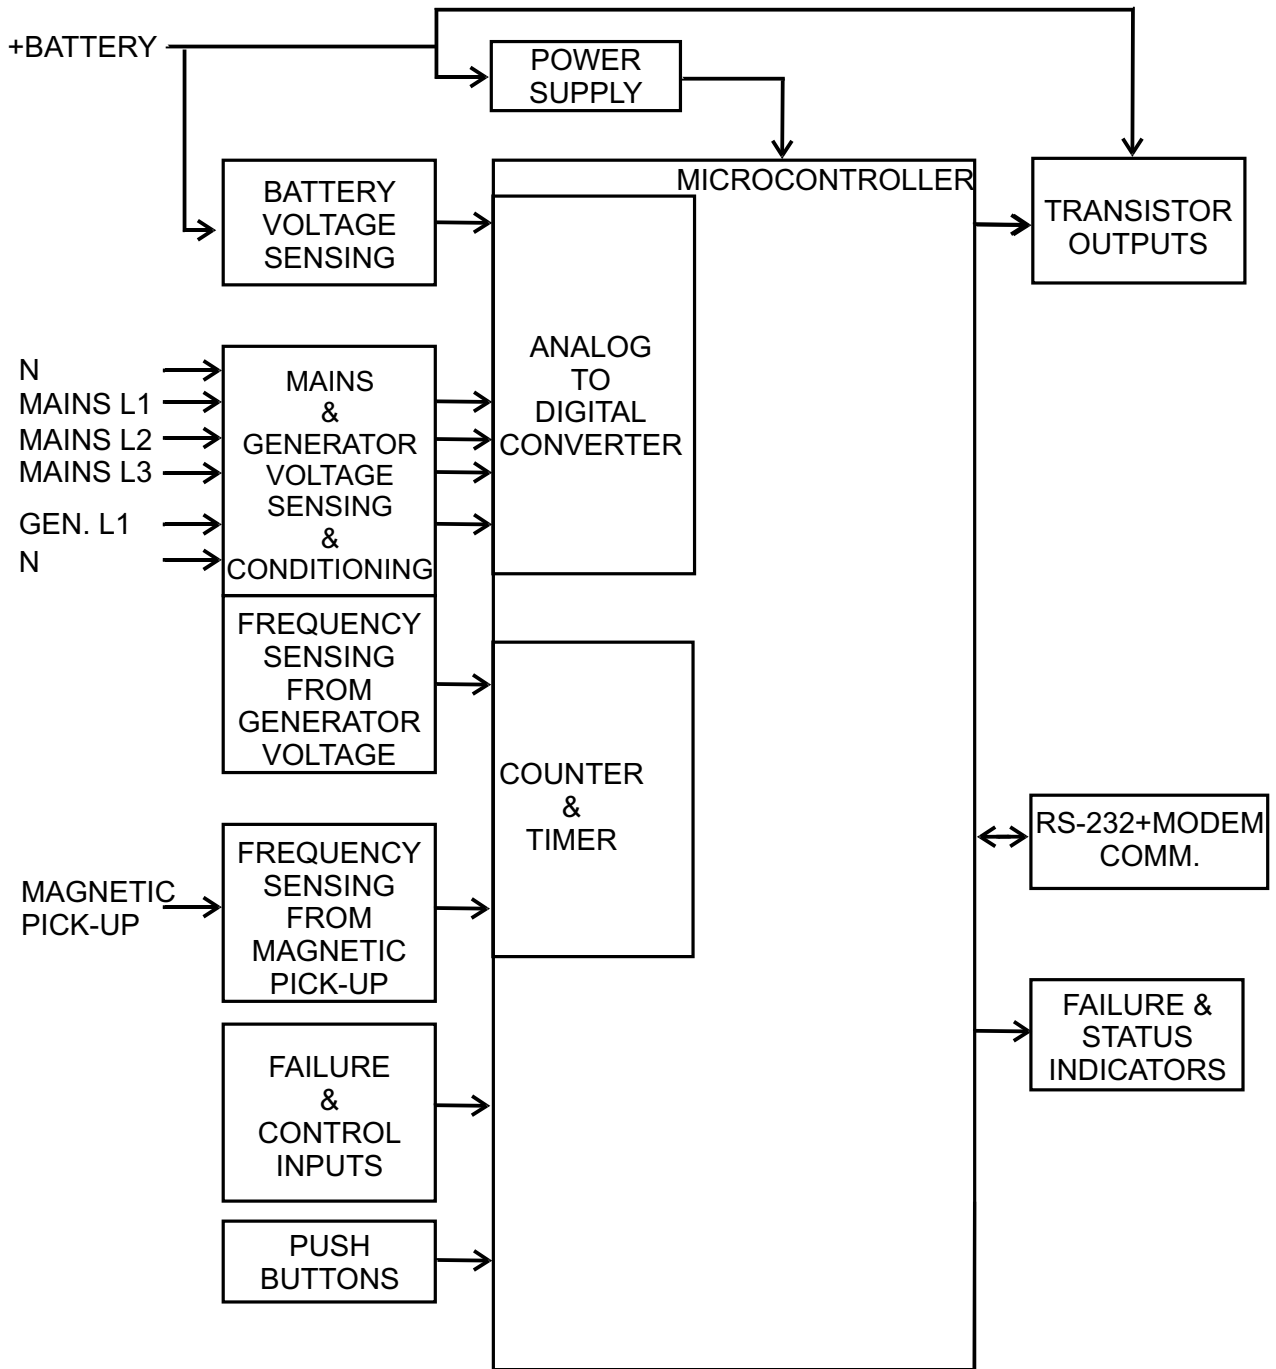 +BATTERY
POWER
SUPPLY
BATTERY
VOLTAGE
SENSING
MICROCONTROLLER
TRANSISTOR
OUTPUTS
N
MAINS L1
MAINS L2
MAINS L3
GEN. L1
N
MAINS
&
GENERATOR
VOLTAGE
SENSING
&
CONDITIONING
ANALOG
TO
DIGITAL
CONVERTER
FREQUENCY
SENSING
FROM
GENERATOR
VOLTAGE
COUNTER
&
TIMER
RS-232+MODEM
COMM.
MAGNETIC
PICK-UP
FREQUENCY
SENSING
FROM
MAGNETIC
PICK-UP
FAILURE &
STATUS
INDICATORS
FAILURE
&
CONTROL
INPUTS
PUSH
BUTTONS